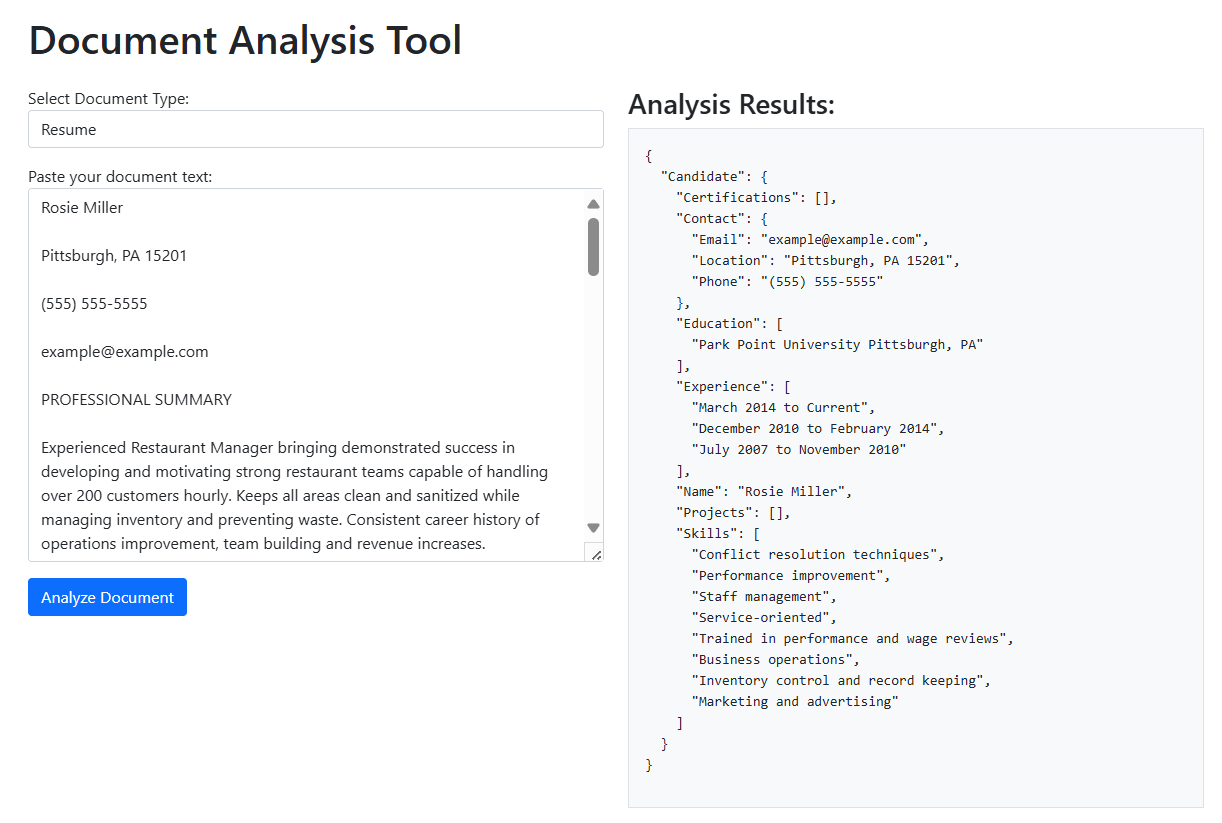 Document Analysis Tool
Select Document Type:
Resume
Paste your document text:
Rosie Miller
Pittsburgh, PA 15201
(555) 555-5555
example@example.com
PROFESSIONAL SUMMARY
Experienced Restaurant Manager bringing demonstrated success in
developing and motivating strong restaurant teams capable of handling
over 200 customers hourly. Keeps all areas clean and sanitized while
managing inventory and preventing waste. Consistent career history of
operations improvement, team building and revenue increases.
Analyze Document
Analysis Results:
{
  "Candidate": {
    "Certifications": [],
    "Contact": {
      "Email": "example@example.com",
      "Location": "Pittsburgh, PA 15201",
      "Phone": "(555) 555-5555"
    },
    "Education": [
      "Park Point University Pittsburgh, PA"
    ],
    "Experience": [
      "March 2014 to Current",
      "December 2010 to February 2014",
      "July 2007 to November 2010"
    ],
    "Name": "Rosie Miller",
    "Projects": [],
    "Skills": [
      "Conflict resolution techniques",
      "Performance improvement",
      "Staff management",
      "Service-oriented",
      "Trained in performance and wage reviews",
      "Business operations",
      "Inventory control and record keeping",
      "Marketing and advertising"
    ]
  }
}